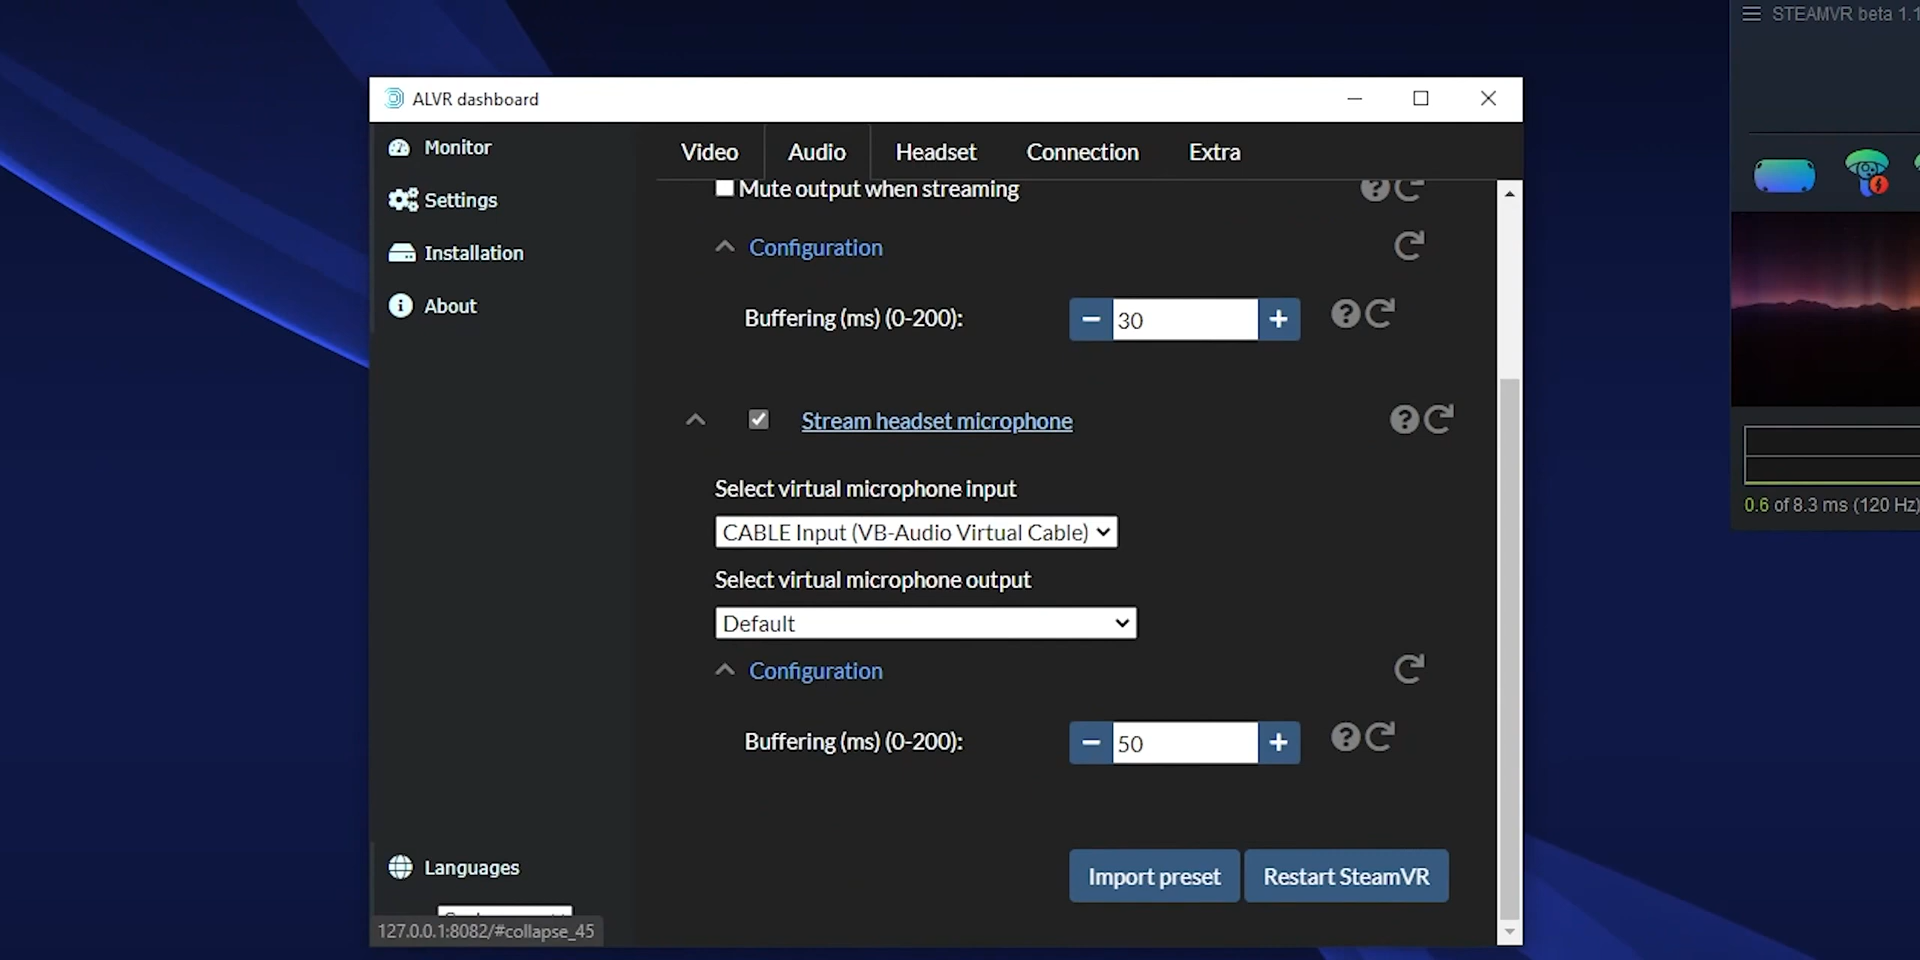 STEAMVR beta 1.1
ALVR dashboard
Monitor
Settings
Installation
About
Video
Audio
Headset
Connection
Extra
Mute output when streaming
Configuration
Buffering (ms) (0-200):
30
Stream headset microphone
Select virtual microphone input
CABLE Input (VB-Audio Virtual Cable)
Select virtual microphone output
Default
Configuration
Buffering (ms) (0-200):
50
0.6 of 8.3 ms (120 Hz)
Import preset
Restart SteamVR
Languages
127.0.0.1:8082/#collapse_45